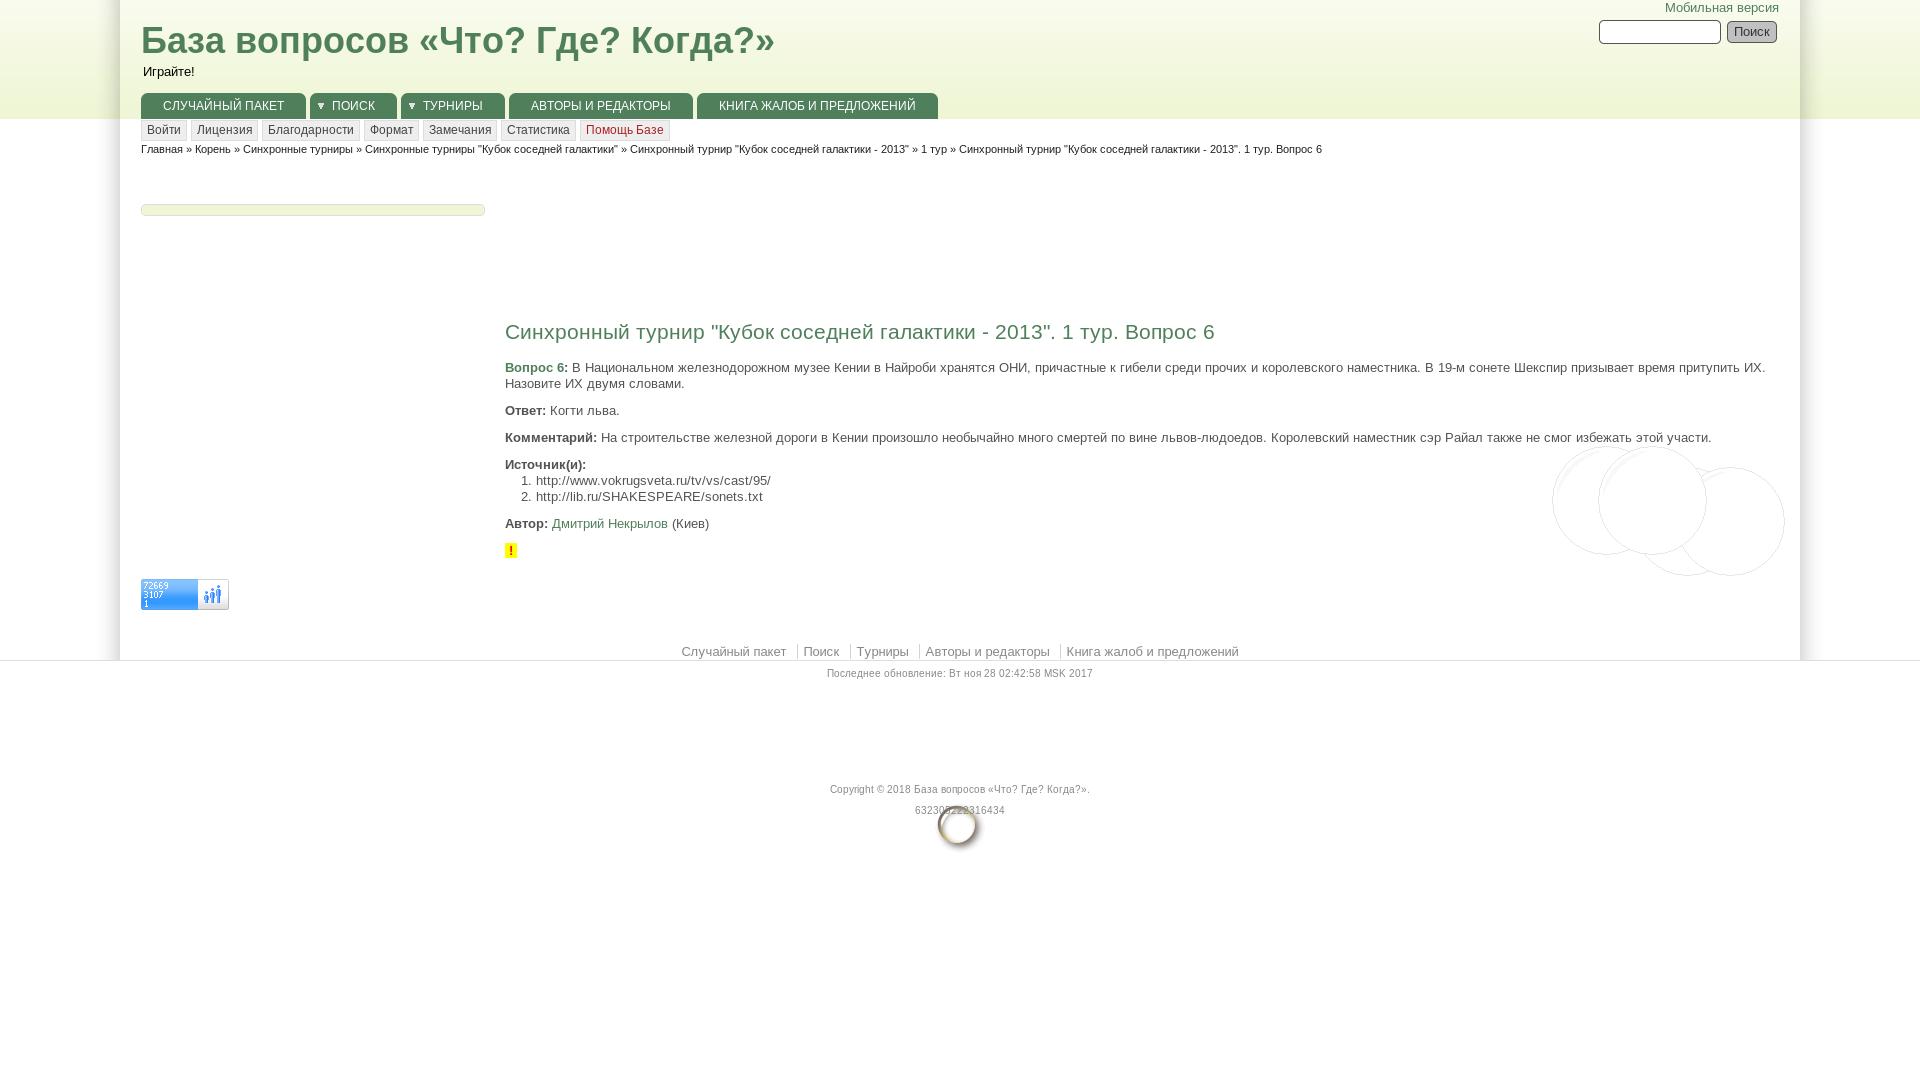 Мобильная версия
База вопросов «Что? Где? Когда?»
Поиск
Играйте!
СЛУЧАЙНЫЙ ПАКЕТ ПОИСК ТУРНИРЫ АВТОРЫ И РЕДАКТОРЫ КНИГА ЖАЛОБ И ПРЕДЛОЖЕНИЙ
Войти Лицензия Благодарности Формат Замечания Статистика Помощь Базе
Главная » Корень » Синхронные турниры » Синхронные турниры "Кубок соседней галактики" » Синхронный турнир "Кубок соседней галактики - 2013" » 1 тур » Синхронный турнир "Кубок соседней галактики - 2013". 1 тур. Вопрос 6
Синхронный турнир "Кубок соседней галактики - 2013". 1 тур. Вопрос 6
Вопрос 6: В Национальном железнодорожном музее Кении в Найроби хранятся ОНИ, причастные к гибели среди прочих и королевского наместника. В 19-м сонете Шекспир призывает время притупить ИХ.
Назовите ИХ двумя словами.
Ответ: Когти льва.
Комментарий: На строительстве железной дороги в Кении произошло необычайно много смертей по вине львов-людоедов. Королевский наместник сэр Райал также не смог избежать этой участи.
Источник(и):
1. http://www.vokrugsveta.ru/tv/vs/cast/95/
2. http://lib.ru/SHAKESPEARE/sonets.txt
Автор: Дмитрий Некрылов (Киев)
!
72669
3107
1
Случайный пакет Поиск Турниры Авторы и редакторы Книга жалоб и предложений
Последнее обновление: Вт ноя 28 02:42:58 MSK 2017
Copyright © 2018 База вопросов «Что? Где? Когда?».